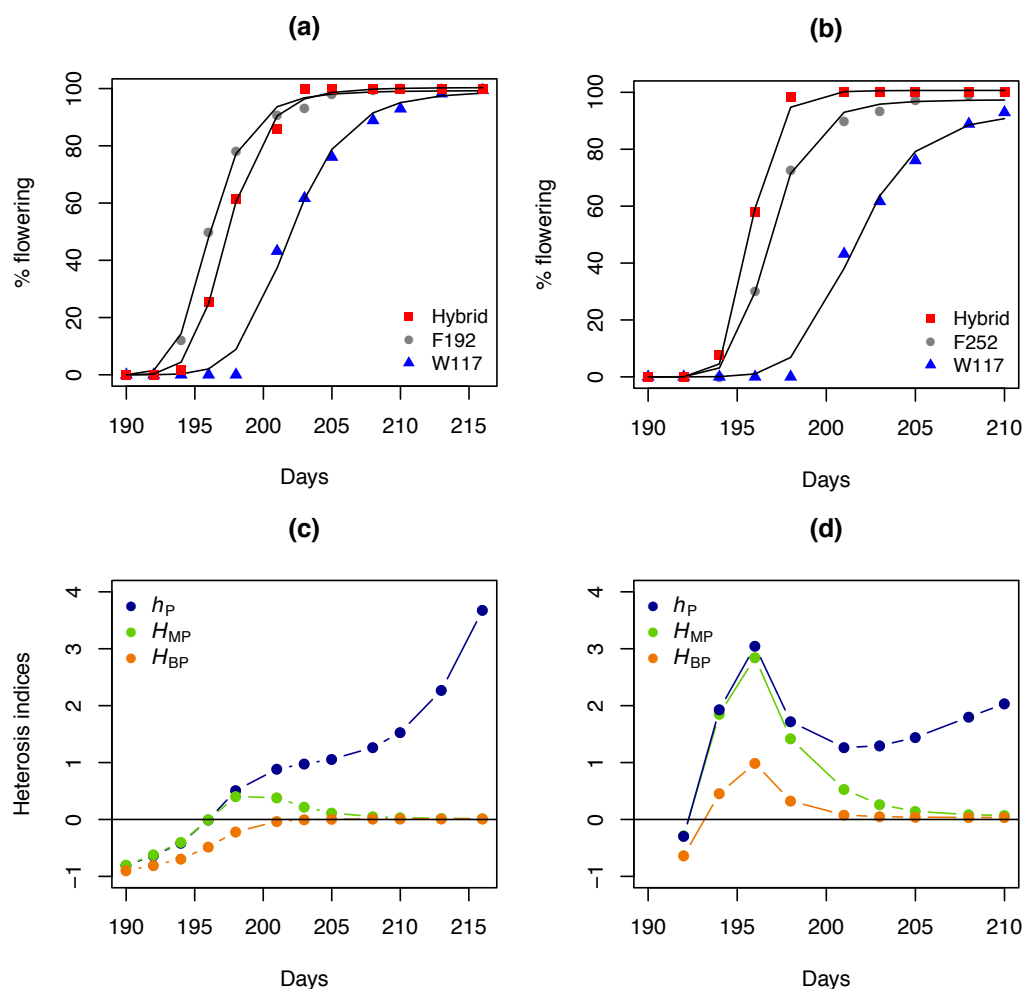 (a)
% flowering
100
80
60
40
20
0
Hybrid
F192
W117
190 195 200 205 210 215
Days
(b)
% flowering
100
80
60
40
20
0
Hybrid
F252
W117
190 195 200 205 210
Days
(c)
Heterosis indices
4
3
2
1
0
−1
hP
HMP
HBP
190 195 200 205 210 215
Days
(d)
4
3
2
1
0
−1
hP
HMP
HBP
190 195 200 205 210
Days